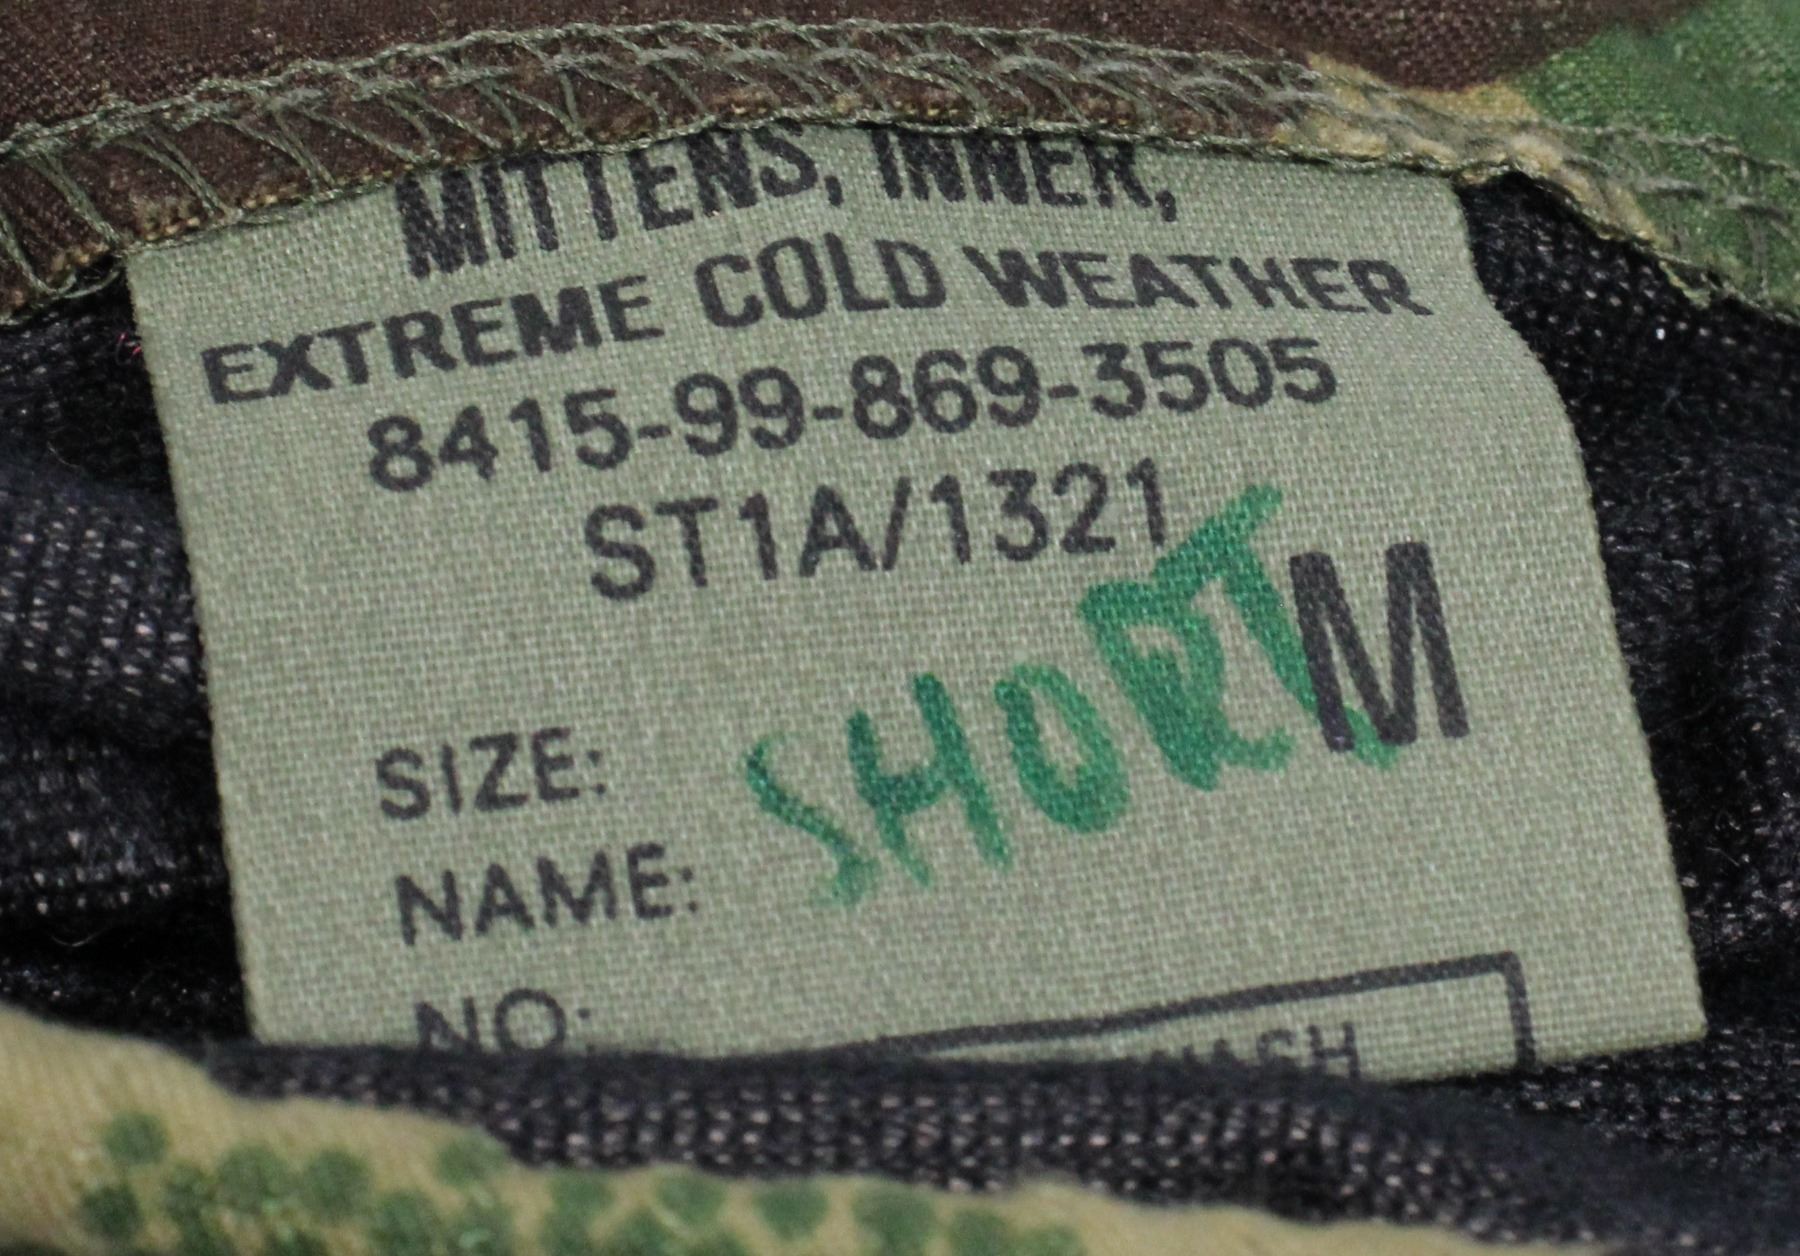 MITTENS, INNER,
EXTREME COLD WEATHER
8415-99-869-3505
ST1A/1321
SHORT
SIZE: M
NAME:
NO: